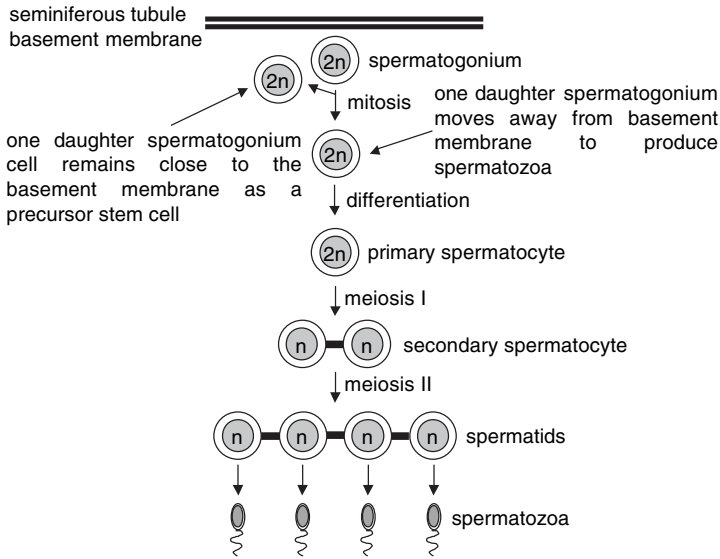 seminiferous tubule
basement membrane
2n
spermatogonium
2n
mitosis
one daughter spermatogonium
moves away from basement
membrane to produce
spermatozoa
one daughter spermatogonium
cell remains close to the
basement membrane as a
precursor stem cell
2n
differentiation
2n
primary spermatocyte
meiosis I
n n
secondary spermatocyte
meiosis II
n n n n
spermatids
spermatozoa